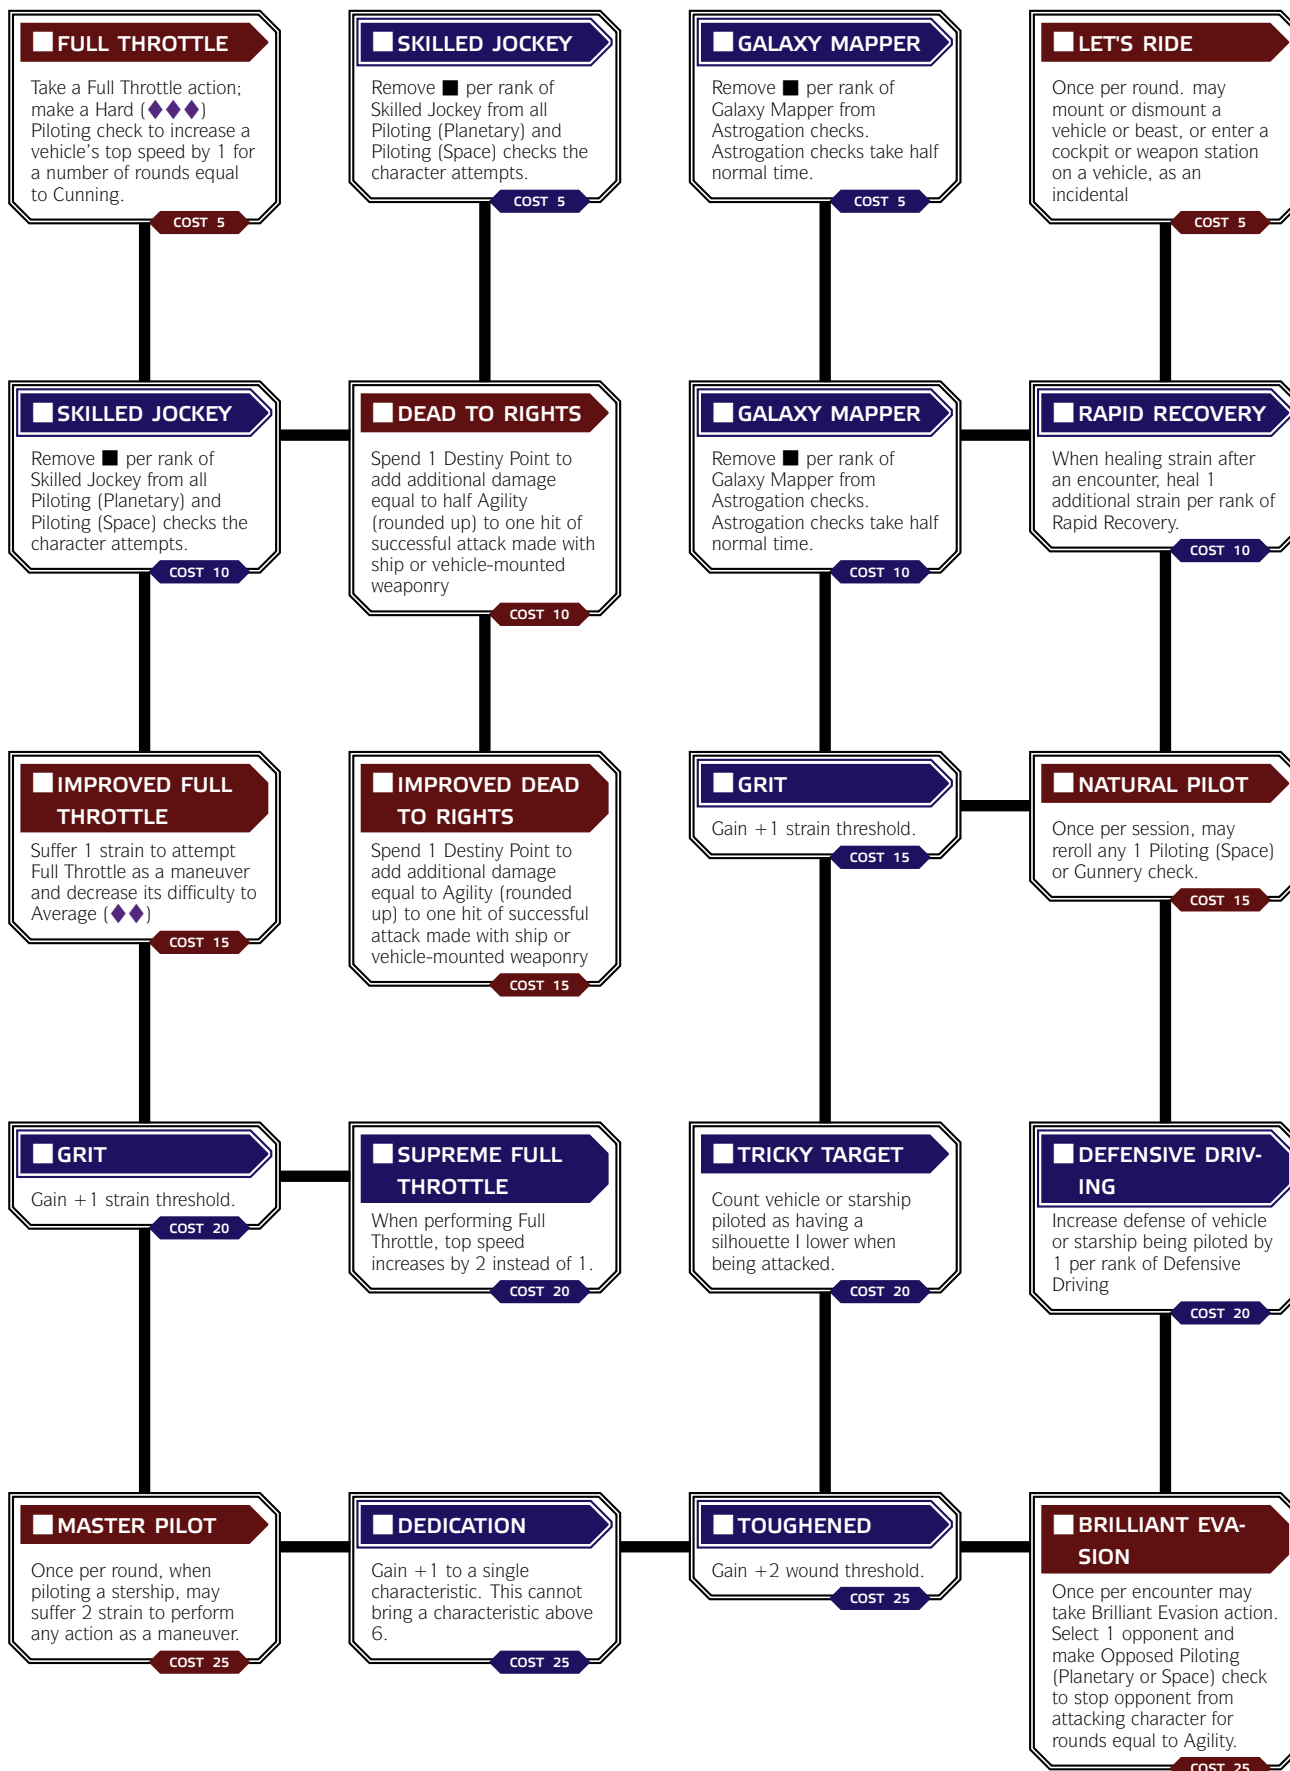 FULL THROTTLE
Take a Full Throttle action;
make a Hard (♦♦♦)
Piloting check to increase a
vehicle's top speed by 1 for
a number of rounds equal
to Cunning.
COST 5
SKILLED JOCKEY
Remove ■ per rank of
Skilled Jockey from all
Piloting (Planetary) and
Piloting (Space) checks the
character attempts.
COST 5
GALAXY MAPPER
Remove ■ per rank of
Galaxy Mapper from
Astrogation checks.
Astrogation checks take half
normal time.
COST 5
LET'S RIDE
Once per round. may
mount or dismount a
vehicle or beast, or enter a
cockpit or weapon station
on a vehicle, as an
incidental
COST 5
SKILLED JOCKEY
Remove ■ per rank of
Skilled Jockey from all
Piloting (Planetary) and
Piloting (Space) checks the
character attempts.
COST 10
DEAD TO RIGHTS
Spend 1 Destiny Point to
add additional damage
equal to half Agility
(rounded up) to one hit of
successful attack made with
ship or vehicle-mounted
weaponry
COST 10
GALAXY MAPPER
Remove ■ per rank of
Galaxy Mapper from
Astrogation checks.
Astrogation checks take half
normal time.
COST 10
RAPID RECOVERY
When healing strain after
an encounter, heal 1
additional strain per rank of
Rapid Recovery.
COST 10
IMPROVED FULL
THROTTLE
Suffer 1 strain to attempt
Full Throttle as a maneuver
and decrease its difficulty to
Average (♦♦)
COST 15
IMPROVED DEAD
TO RIGHTS
Spend 1 Destiny Point to
add additional damage
equal to Agility (rounded
up) to one hit of successful
attack made with ship or
vehicle-mounted weaponry
COST 15
GRIT
Gain +1 strain threshold.
COST 15
NATURAL PILOT
Once per session, may
reroll any 1 Piloting (Space)
or Gunnery check.
COST 15
GRIT
Gain +1 strain threshold.
COST 20
SUPREME FULL
THROTTLE
When performing Full
Throttle, top speed
increases by 2 instead of 1.
COST 20
TRICKY TARGET
Count vehicle or starship
piloted as having a
silhouette I lower when
being attacked.
COST 20
DEFENSIVE DRIV-
ING
Increase defense of vehicle
or starship being piloted by
1 per rank of Defensive
Driving
COST 20
MASTER PILOT
Once per round, when
piloting a stership, may
suffer 2 strain to perform
any action as a maneuver.
COST 25
DEDICATION
Gain +1 to a single
characteristic. This cannot
bring a characteristic above
6.
COST 25
TOUGHENED
Gain +2 wound threshold.
COST 25
BRILLIANT EVA-
SION
Once per encounter may
take Brilliant Evasion action.
Select 1 opponent and
make Opposed Piloting
(Planetary or Space) check
to stop opponent from
attacking character for
rounds equal to Agility.
COST 25